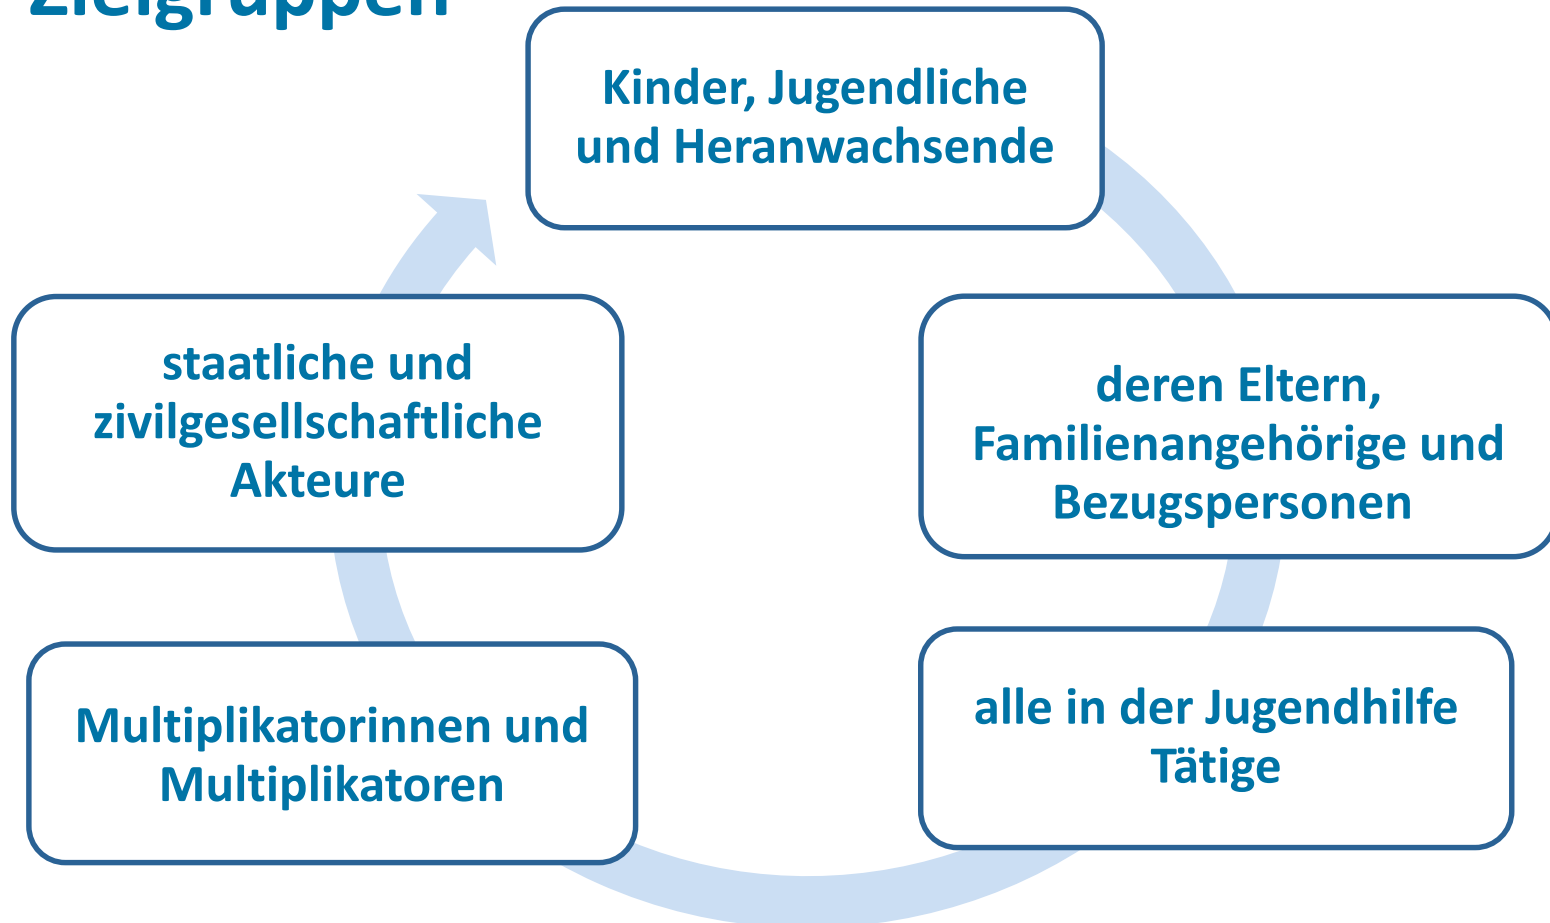 Zielgruppen
Kinder, Jugendliche
und Heranwachsende
deren Eltern,
Familienangehörige und
Bezugspersonen
alle in der Jugendhilfe
Tätige
Multiplikatorinnen und
Multiplikatoren
staatliche und
zivilgesellschaftliche
Akteure